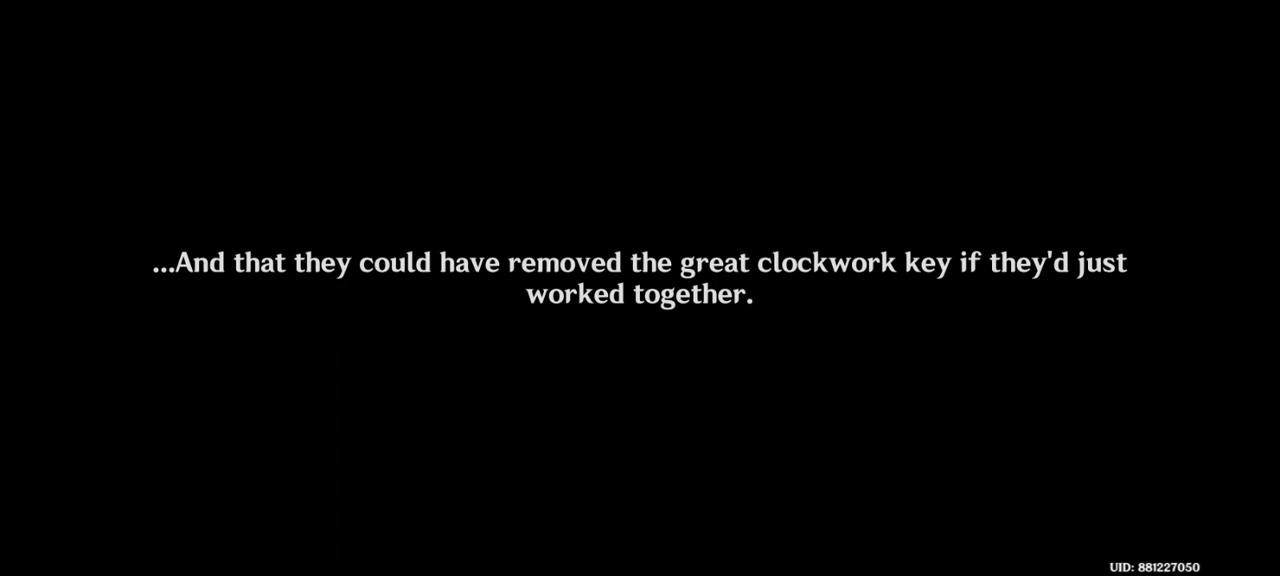 ...And that they could have removed the great clockwork key if they'd just
worked together.
UID: 881227050